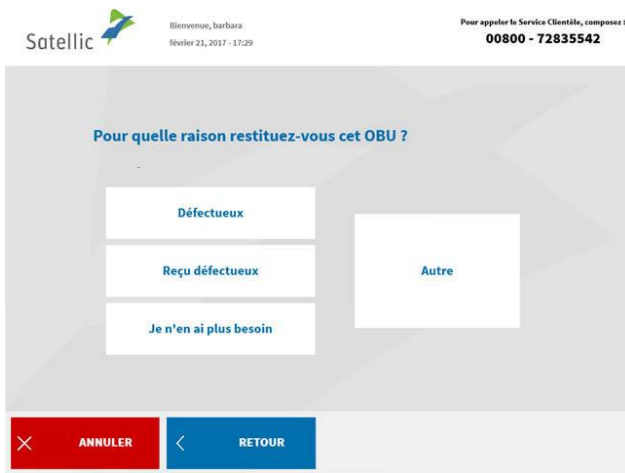 Satellic
Bienvenue, barbara
février 21, 2017 - 17:29
Pour appeler le Service Clientèle, composez :
00800 - 72835542
Pour quelle raison restituez-vous cet OBU ?
Défectueux
Reçu défectueux
Je n'en ai plus besoin
Autre
ANNULER
RETOUR